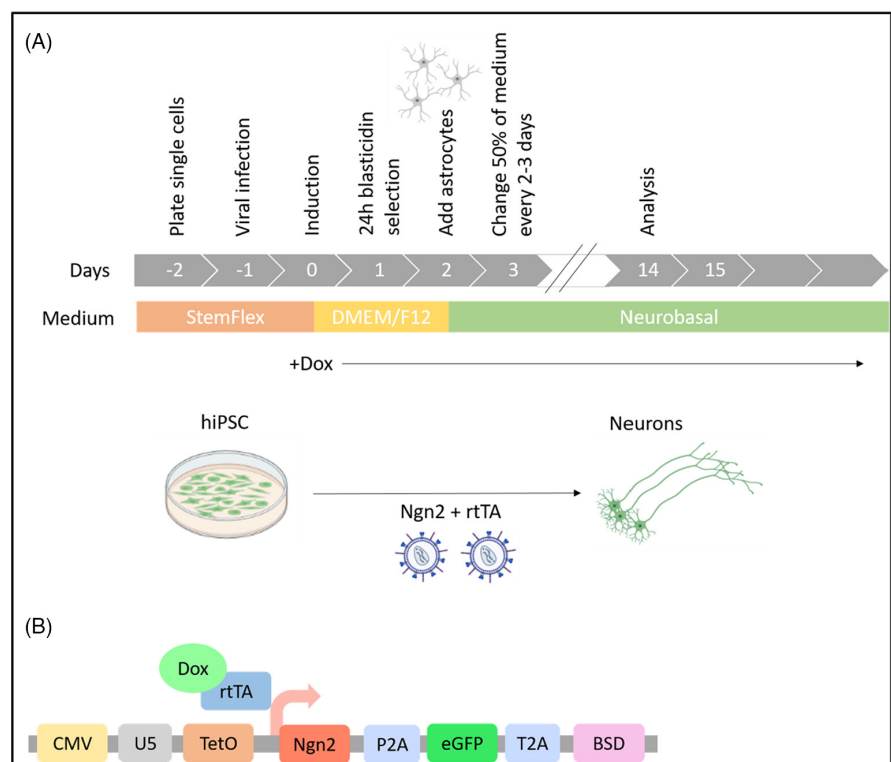 (A)
Plate single cells
Viral infection
Induction
24h blasticidin
selection
Add astrocytes
Change 50% of medium
every 2-3 days
Analysis
Days -2 -1 0 1 2 3 14 15
Medium StemFlex DMEM/F12 Neurobasal
+Dox
hiPSC Neurons
Ngn2 + rtTA
(B)
Dox
rtTA
CMV U5 TetO Ngn2 P2A eGFP T2A BSD